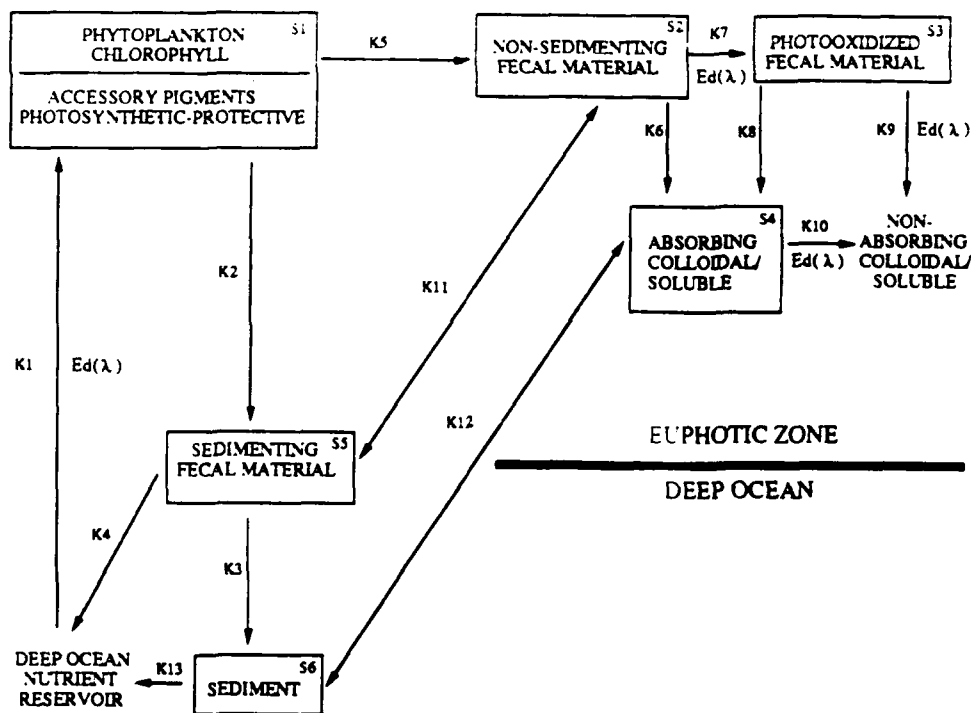 S1
PHYTOPLANKTON
CHLOROPHYLL
ACCESSORY PIGMENTS
PHOTOSYNTHETIC-PROTECTIVE
K5
S2
NON-SEDIMENTING
FECAL MATERIAL
K7
Ed(λ)
S3
PHOTOOXIDIZED
FECAL MATERIAL
K6
K8
K9
Ed(λ)
S4
ABSORBING
COLLOIDAL/
SOLUBLE
K10
Ed(λ)
NON-
ABSORBING
COLLOIDAL/
SOLUBLE
K2
K11
K1
Ed(λ)
K12
S5
SEDIMENTING
FECAL MATERIAL
EUPHOTIC ZONE
DEEP OCEAN
K4
K3
DEEP OCEAN
NUTRIENT
RESERVOIR
K13
S6
SEDIMENT